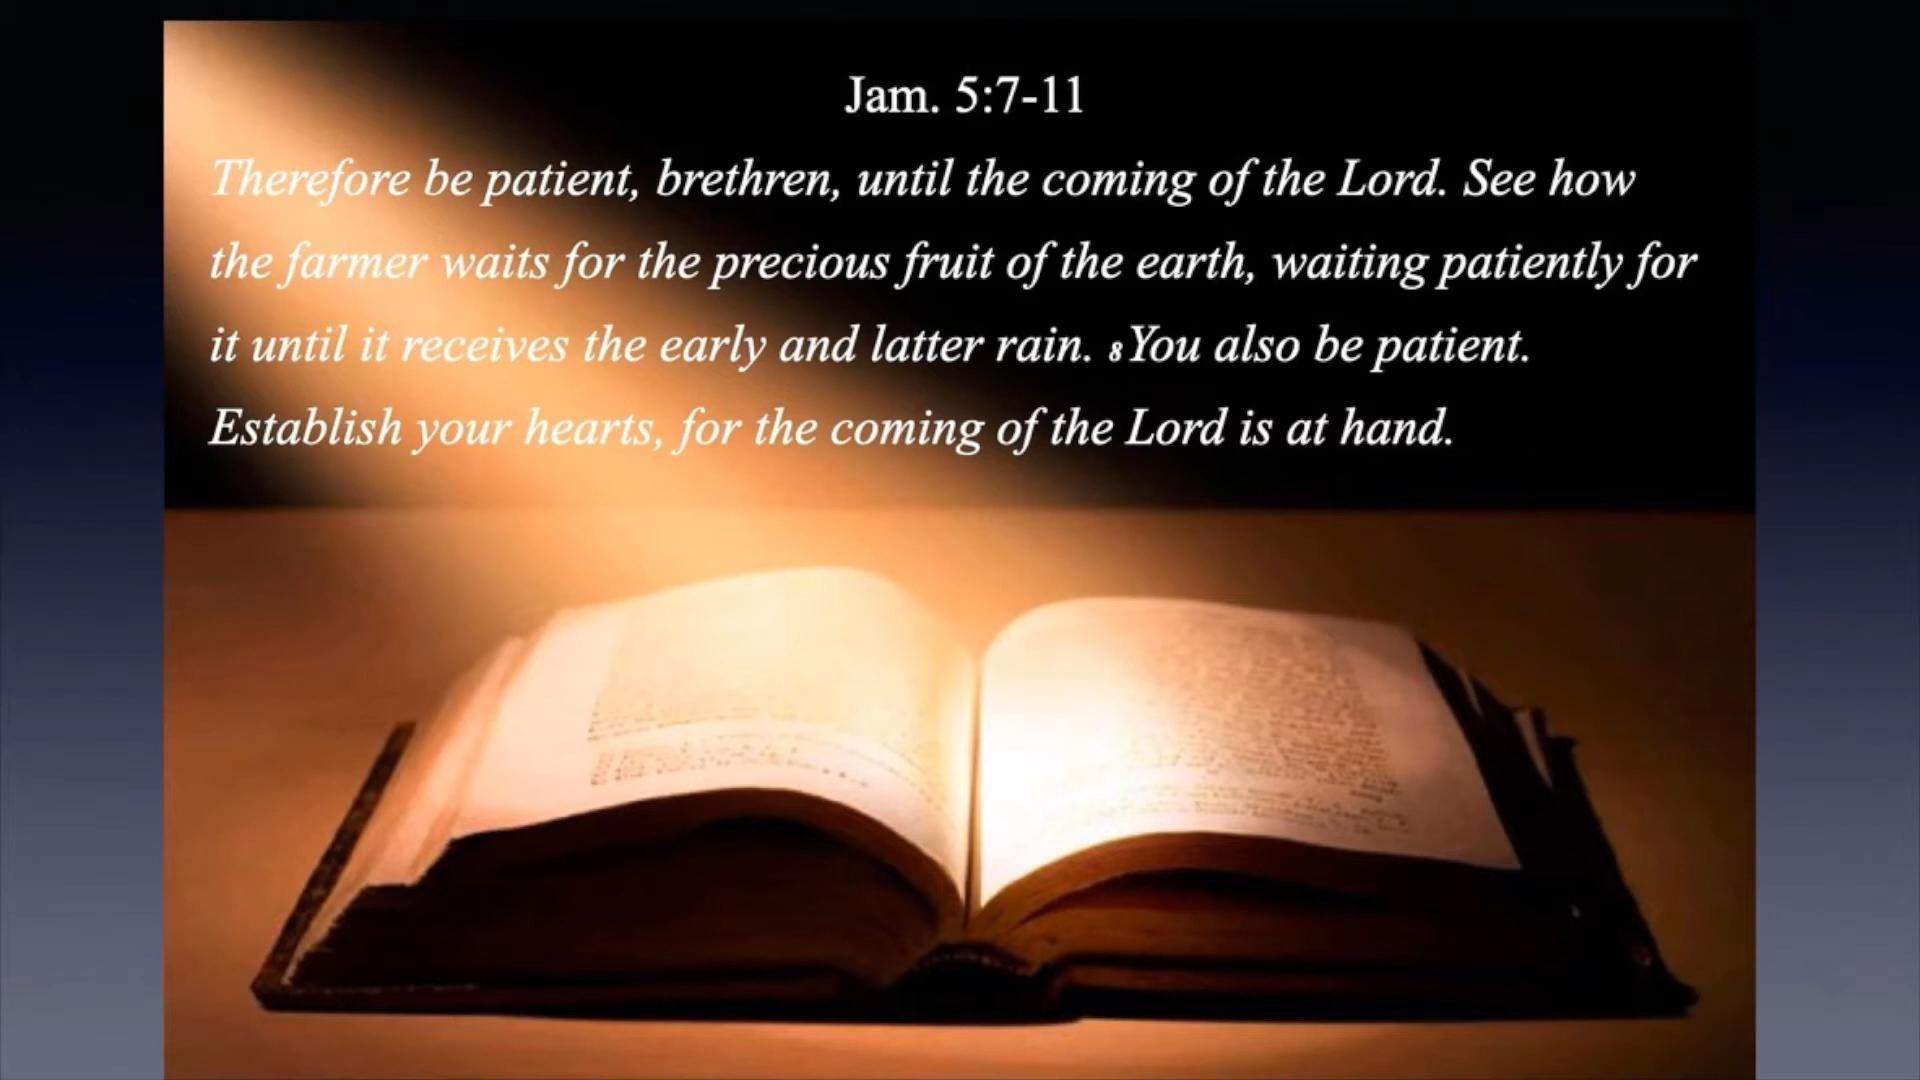 Jam. 5:7-11
Therefore be patient, brethren, until the coming of the Lord. See how
the farmer waits for the precious fruit of the earth, waiting patiently for
it until it receives the early and latter rain. 8 You also be patient.
Establish your hearts, for the coming of the Lord is at hand.